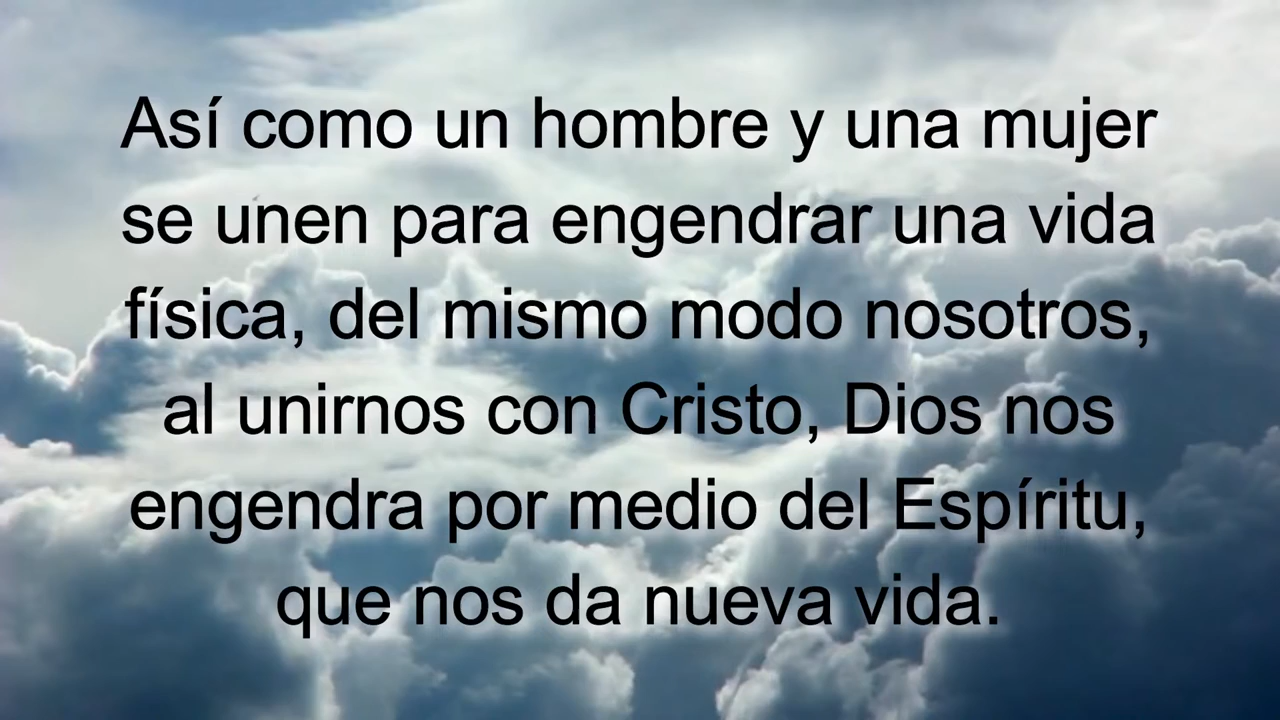 Así como un hombre y una mujer
se unen para engendrar una vida
física, del mismo modo nosotros,
al unirnos con Cristo, Dios nos
engendra por medio del Espíritu,
que nos da nueva vida.